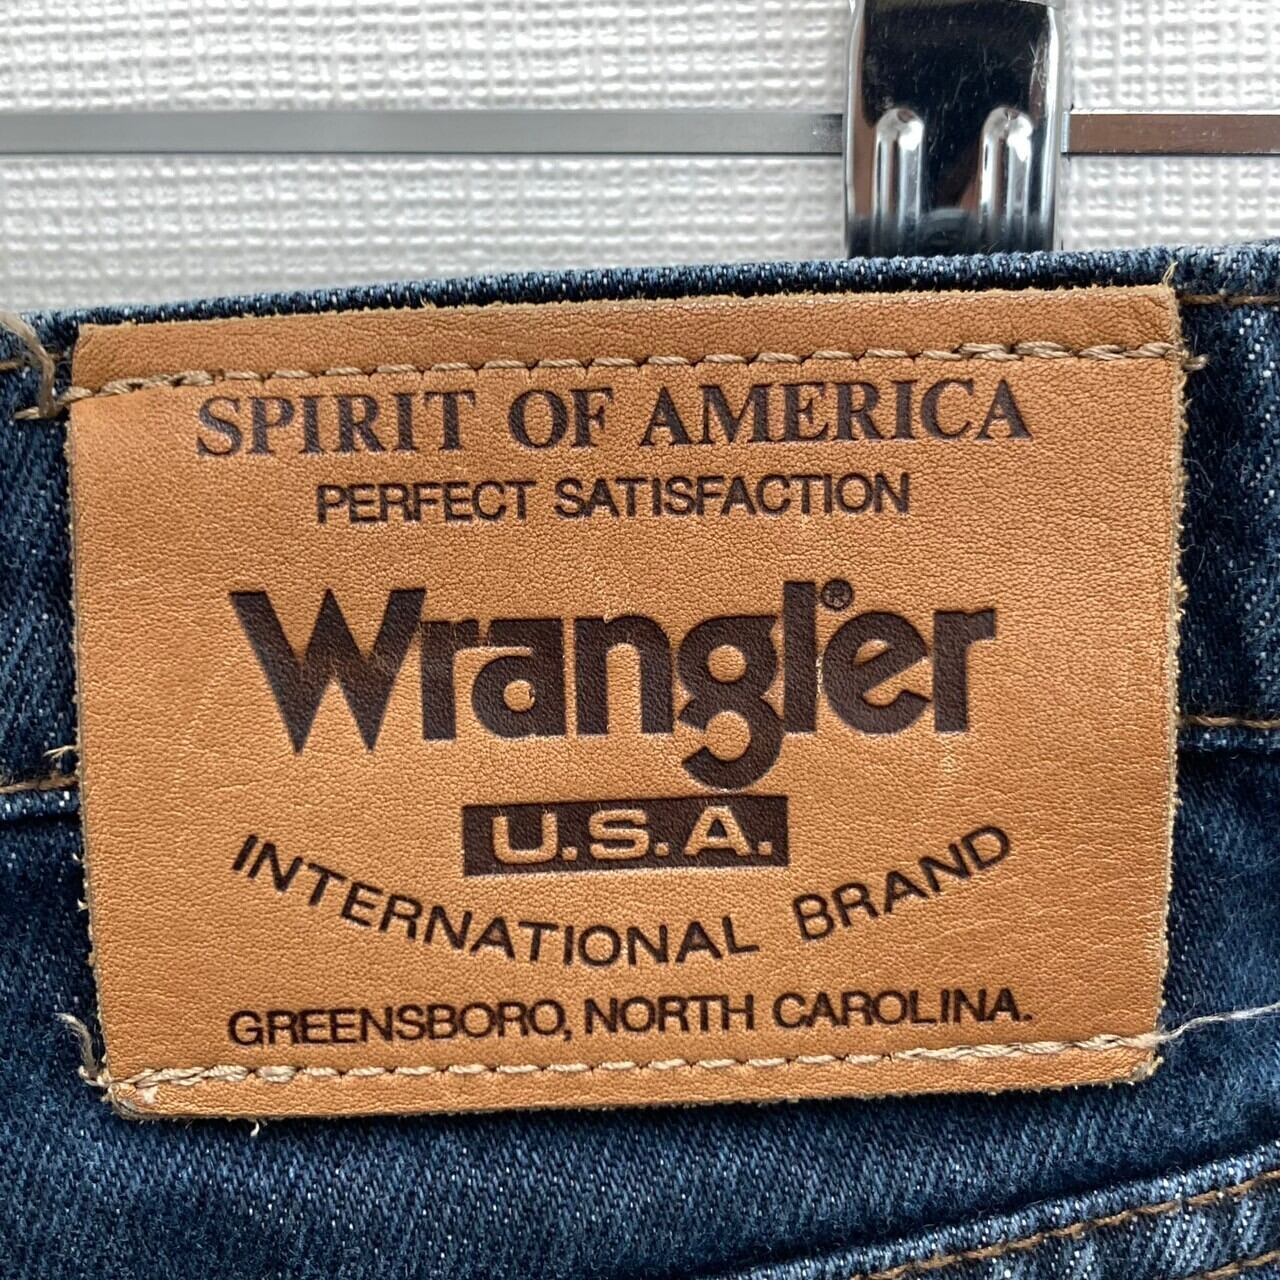 SPIRIT OF AMERICA
PERFECT SATISFACTION
Wrangler®
U.S.A.
INTERNATIONAL BRAND
GREENSBORO, NORTH CAROLINA.